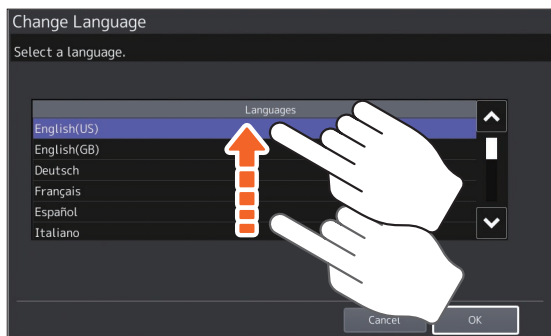 Change Language
Select a language.
Languages
English(US)
English(GB)
Deutsch
Français
Español
Italiano
Cancel
OK